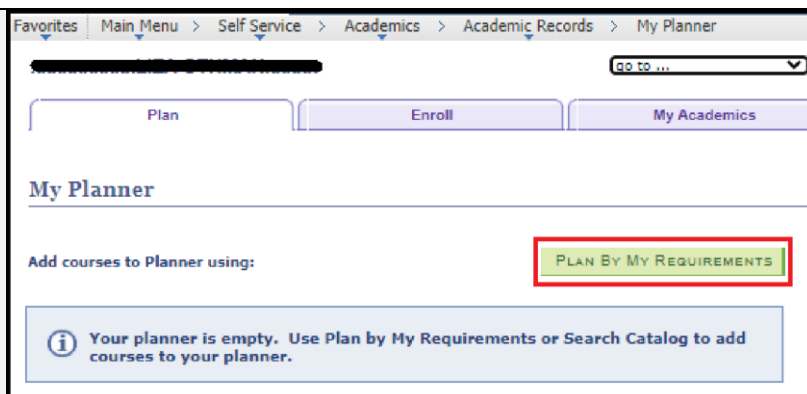 Favorites Main Menu > Self Service > Academics > Academic Records > My Planner
go to ...
Plan Enroll My Academics
My Planner
Add courses to Planner using: PLAN BY MY REQUIREMENTS
Your planner is empty. Use Plan by My Requirements or Search Catalog to add
courses to your planner.